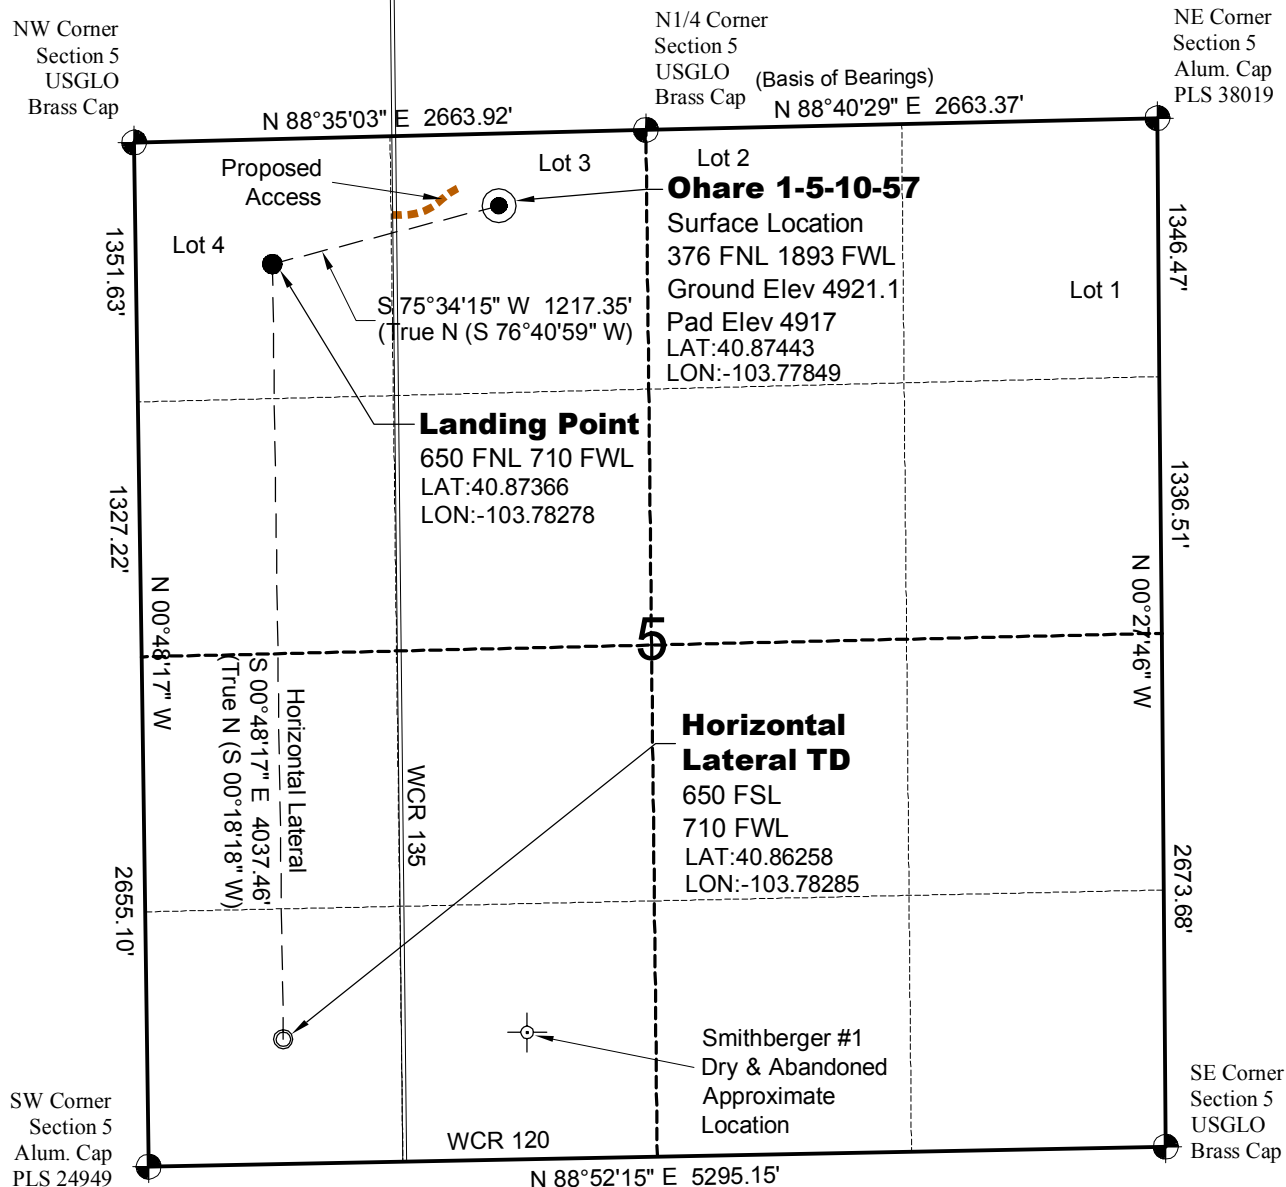 NW Corner
Section 5
USGLO
Brass Cap
N1/4 Corner
Section 5
USGLO
Brass Cap
NE Corner
Section 5
Alum. Cap
PLS 38019
(Basis of Bearings)
N 88°35'03" E 2663.92'
N 88°40'29" E 2663.37'
Proposed
Access
Lot 3
Lot 2
Lot 4
Lot 1
Ohare 1-5-10-57
Surface Location
376 FNL 1893 FWL
Ground Elev 4921.1
Pad Elev 4917
LAT:40.87443
LON:-103.77849
1351.63'
1346.47'
S 75°34'15" W 1217.35'
(True N (S 76°40'59" W)
Landing Point
650 FNL 710 FWL
LAT:40.87366
LON:-103.78278
1327.22'
1336.51'
N 00°48'17" W
N 00°27'46" W
5
Horizontal Lateral
S 00°48'17" E 4037.46'
(True N (S 00°18'18" W)
WCR 135
Horizontal
Lateral TD
650 FSL
710 FWL
LAT:40.86258
LON:-103.78285
2655.10'
2673.68'
Smithberger #1
Dry & Abandoned
Approximate
Location
SW Corner
Section 5
Alum. Cap
PLS 24949
SE Corner
Section 5
USGLO
Brass Cap
WCR 120
N 88°52'15" E 5295.15'